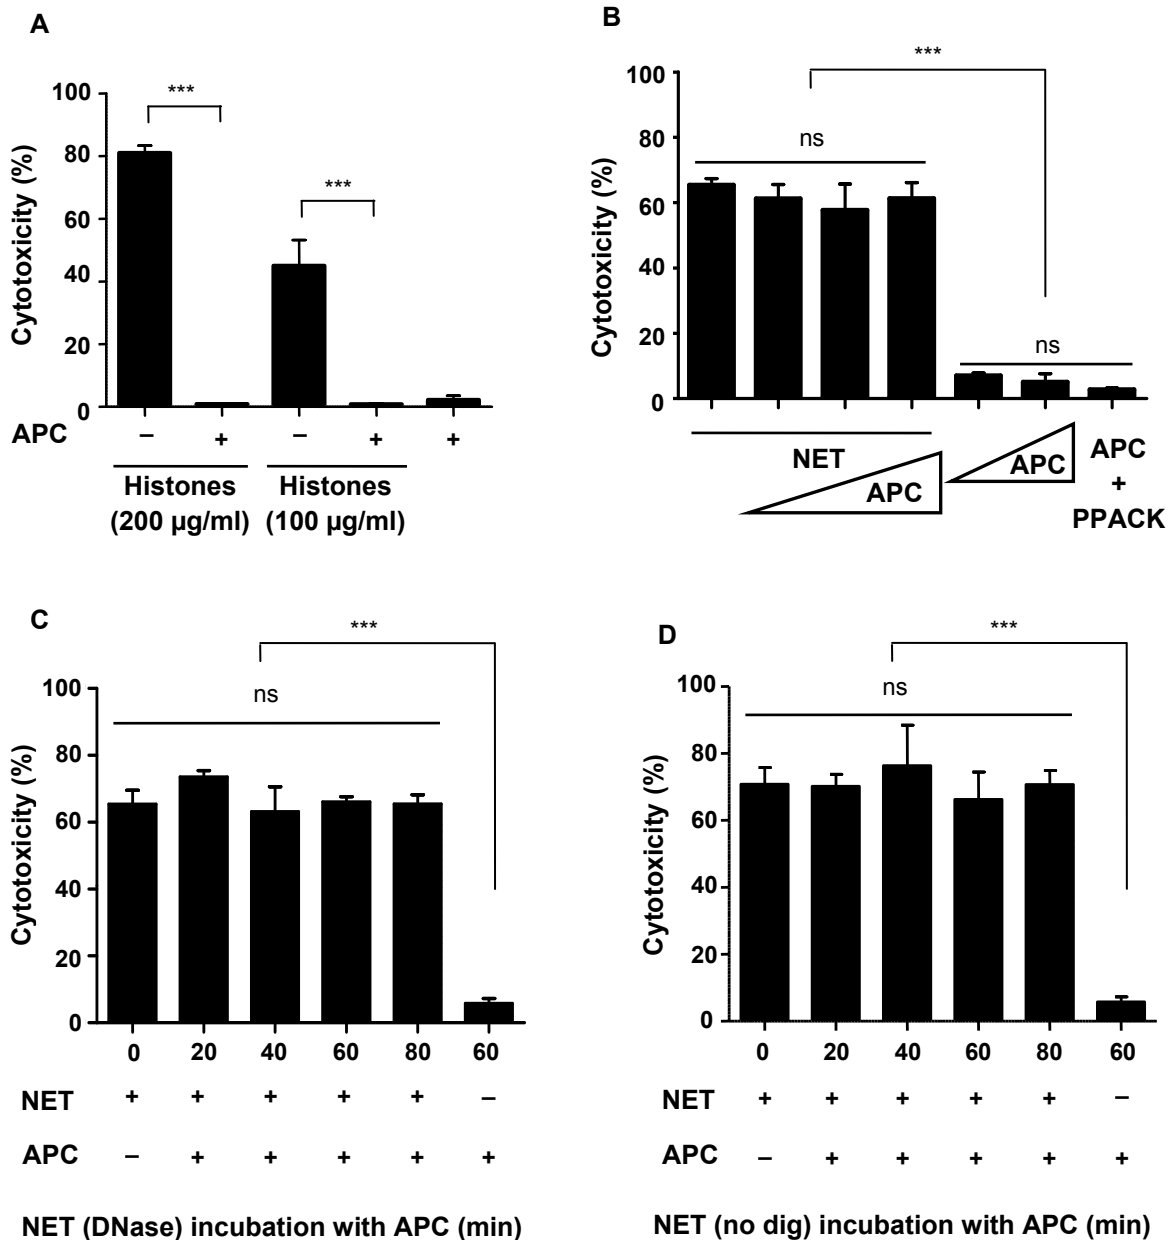 A
Cytotoxicity (%)
100
80
60
40
20
0
***
***
APC
– + – + +
Histones
(200 µg/ml)
Histones
(100 µg/ml)
B
Cytotoxicity (%)
100
80
60
40
20
0
***
ns
ns
NET
APC
APC
APC
+
PPACK
C
Cytotoxicity (%)
100
80
60
40
20
0
***
ns
0 20 40 60 80 60
NET + + + + + –
APC – + + + + +
NET (DNase) incubation with APC (min)
D
Cytotoxicity (%)
100
80
60
40
20
0
***
ns
0 20 40 60 80 60
NET + + + + + –
APC – + + + + +
NET (no dig) incubation with APC (min)